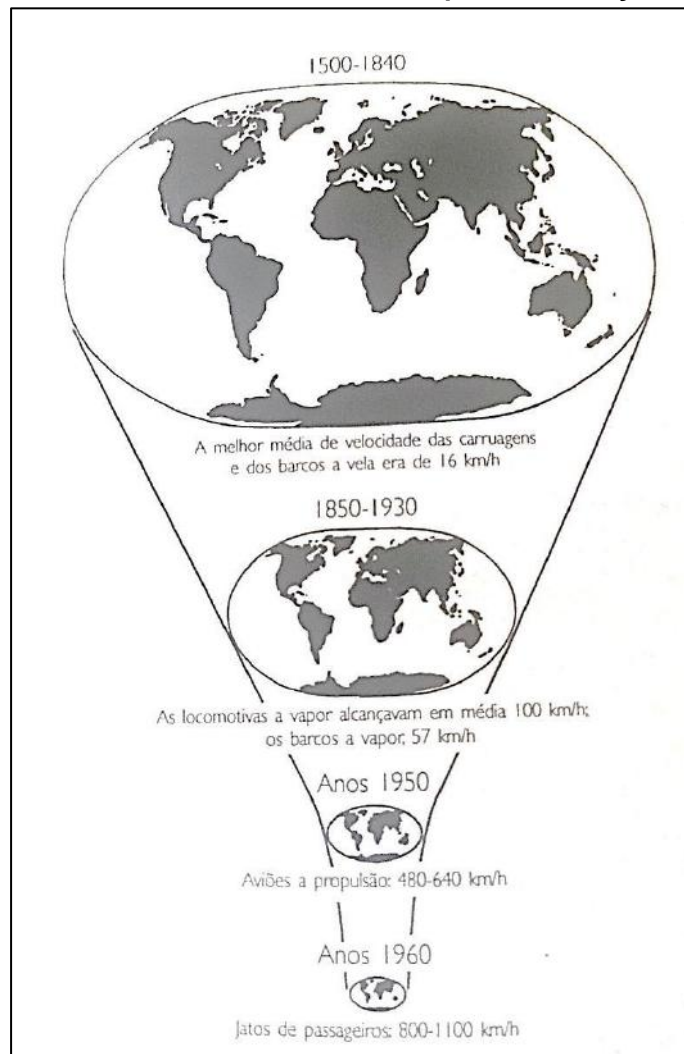 1500-1840
A melhor média de velocidade das carruagens
e dos barcos a vela era de 16 km/h
1850-1930
As locomotivas a vapor alcançavam em média 100 km/h;
os barcos a vapor, 57 km/h
Anos 1950
Aviões a propulsão: 480-640 km/h
Anos 1960
Jatos de passageiros: 800-1100 km/h